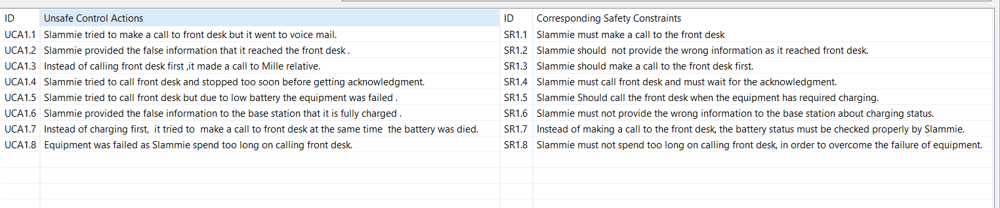 ID Unsafe Control Actions ID Corresponding Safety Constraints
UCA1.1 Slammie tried to make a call to front desk but it went to voice mail. SR1.1 Slammie must make a call to the front desk
UCA1.2 Slammie provided the false information that it reached the front desk . SR1.2 Slammie should  not provide the wrong information as it reached front desk.
UCA1.3 Instead of calling front desk first ,it made a call to Mille relative. SR1.3 Slammie should make a call to the front desk first.
UCA1.4 Slammie tried to call front desk and stopped too soon before getting acknowledgment. SR1.4 Slammie must call front desk and must wait for the acknowledgment.
UCA1.5 Slammie tried to call front desk but due to low battery the equipment was failed . SR1.5 Slammie Should call the front desk when the equipment has required charging.
UCA1.6 Slammie provided the false information to the base station that it is fully charged . SR1.6 Slammie must not provide the wrong information to the base station about charging status.
UCA1.7 Instead of charging first,  it tried to  make a call to front desk at the same time  the battery was died. SR1.7 Instead of making a call to the front desk, the battery status must be checked properly by Slammie.
UCA1.8 Equipment was failed as Slammie spend too long on calling front desk. SR1.8 Slammie must not spend too long on calling front desk, in order to overcome the failure of equipment.